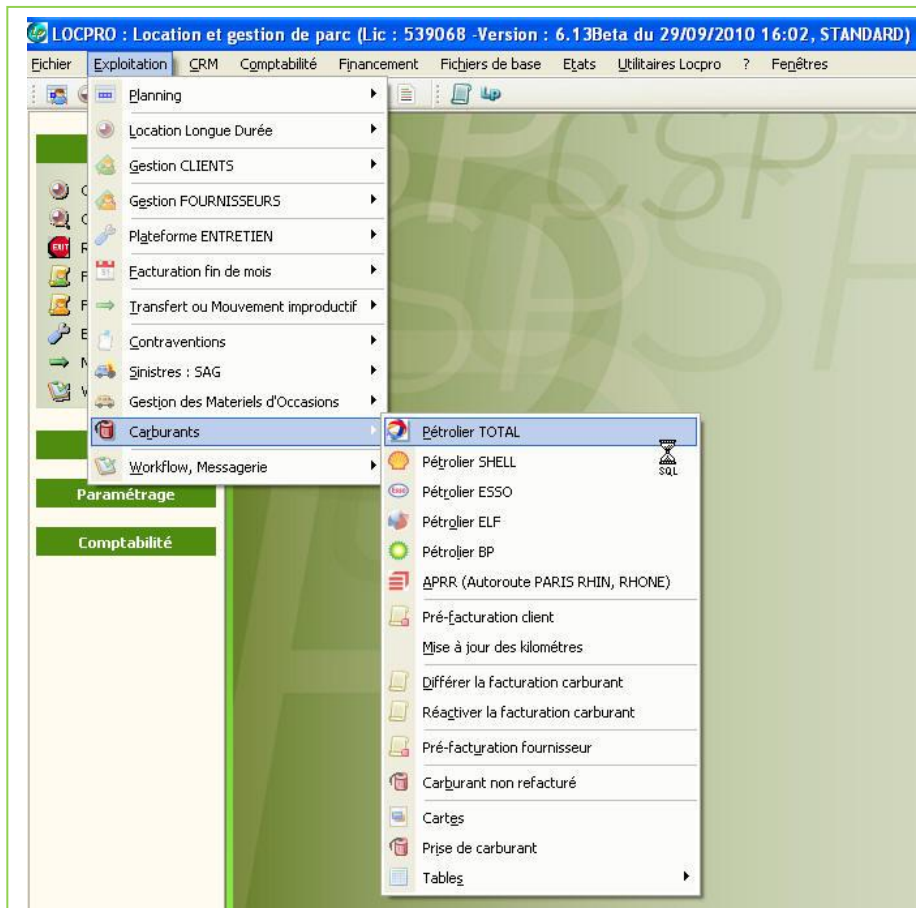 LOCPRO : Location et gestion de parc (Lic : 539068 -Version : 6.13Beta du 29/09/2010 16:02, STANDARD)
Fichier Exploitation CRM Comptabilité Financement Fichiers de base Etats Utilitaires Locpro ? Fenêtres
Planning
Location Longue Durée
Gestion CLIENTS
Gestion FOURNISSEURS
Plateforme ENTRETIEN
Facturation fin de mois
Transfert ou Mouvement improductif
Contraventions
Sinistres : SAG
Gestion des Materiels d'Occasions
Carburants
Workflow, Messagerie
Pétrolier TOTAL
Pétrolier SHELL
Pétrolier ESSO
Pétrolier ELF
Pétrolier BP
APRR (Autoroute PARIS RHIN, RHONE)
Pré-facturation client
Mise à jour des kilométres
Différer la facturation carburant
Réactiver la facturation carburant
Pré-facturation fournisseur
Carburant non refacturé
Cartes
Prise de carburant
Tables
SQL
EXIT
Paramétrage
Comptabilité
CSP